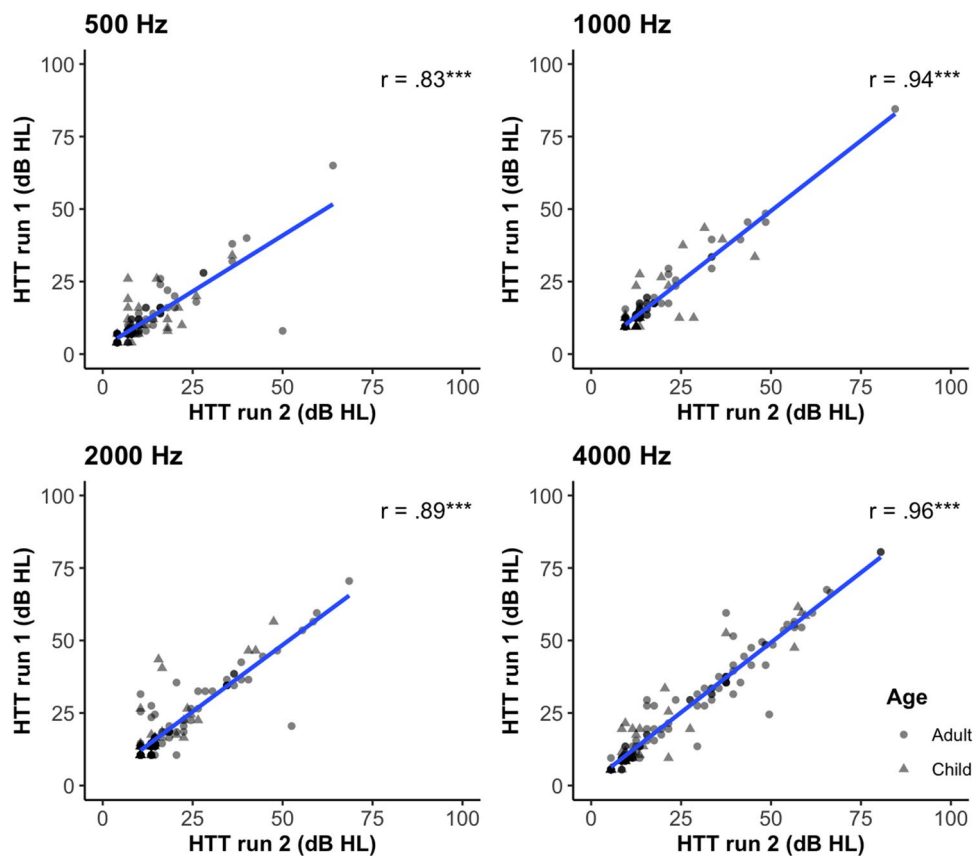 500 Hz
r = .83***
100
75
50
25
0
HTT run 1 (dB HL)
0 25 50 75 100
HTT run 2 (dB HL)
1000 Hz
r = .94***
100
75
50
25
0
HTT run 1 (dB HL)
0 25 50 75 100
HTT run 2 (dB HL)
2000 Hz
r = .89***
100
75
50
25
0
HTT run 1 (dB HL)
0 25 50 75 100
HTT run 2 (dB HL)
4000 Hz
r = .96***
100
75
50
25
0
HTT run 1 (dB HL)
Age
Adult
Child
0 25 50 75 100
HTT run 2 (dB HL)